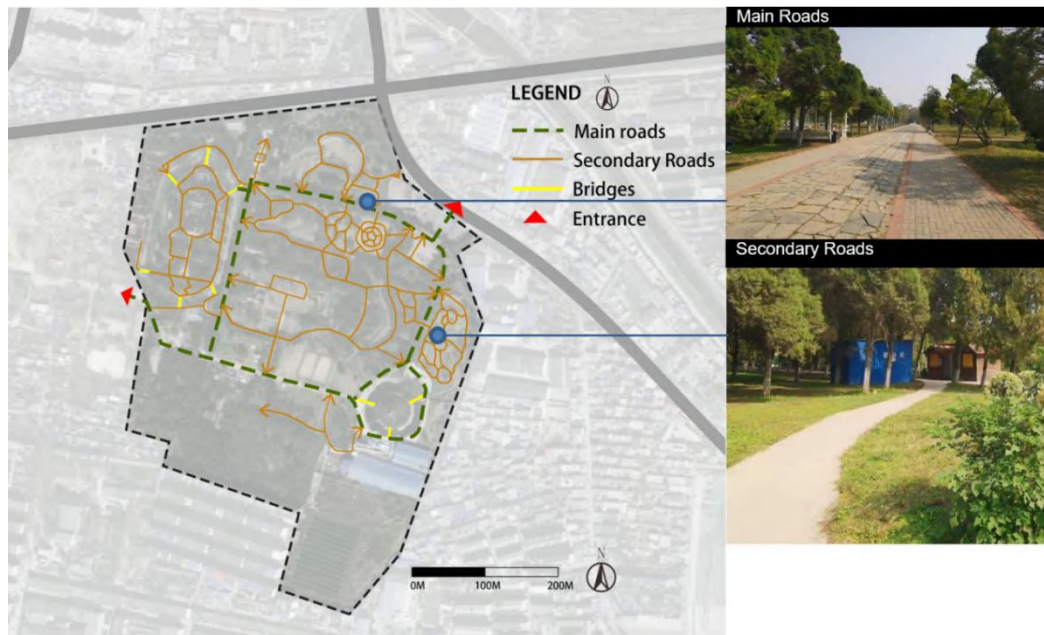 Main Roads
N
LEGEND
Main roads
Secondary Roads
Bridges
Entrance
Secondary Roads
N
0M 100M 200M